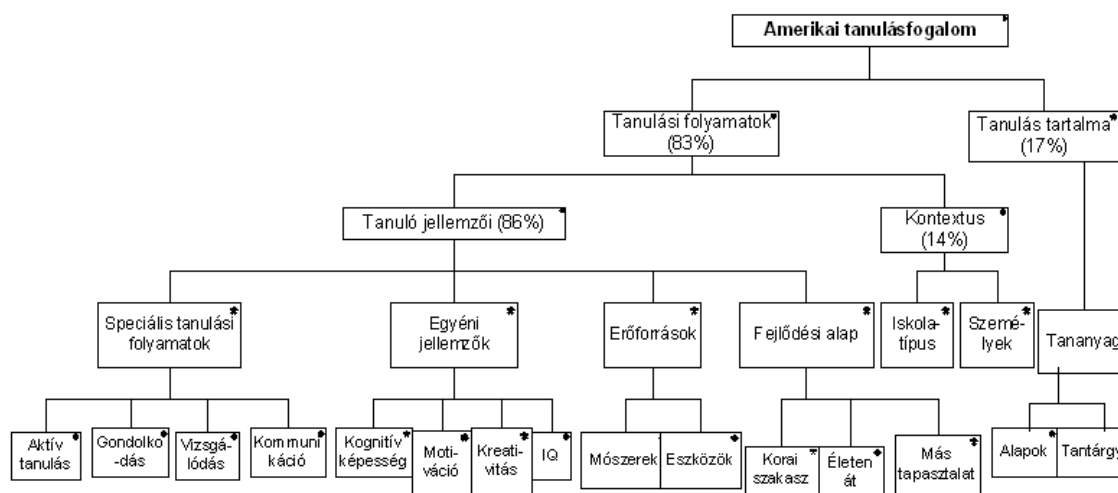 Amerikai tanulásfogalom
Tanulási folyamatok
(83%)
Tanulás tartalma
(17%)
Tanuló jellemzői (86%)
Kontextus
(14%)
Speciális tanulási
folyamatok
Egyéni
jellemzők
Erőforrások
Fejlődési alap
Iskola-
típus
Szemé-
lyek
Tananyag
Aktív
tanulás
Gondolko
-dás
Vizsgá-
lódás
Kommuni
káció
Kognitív
képesség
Moti-
váció
Kreati-
vitás
IQ
Mószerek
Eszközök
Korai
szakasz
Életen
át
Más
tapasztalat
Alapok
Tantárgy